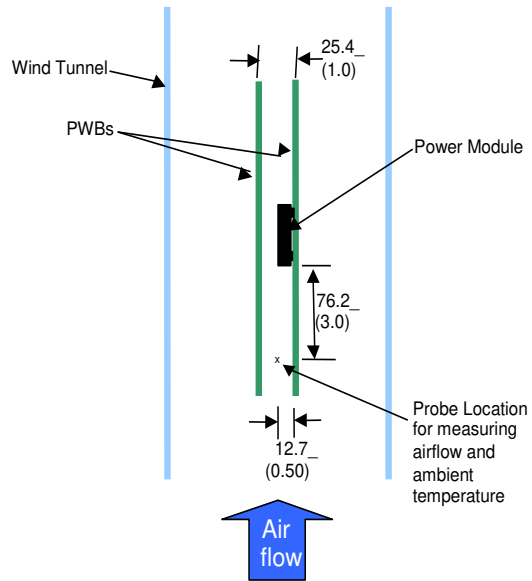 25.4_
(1.0)
Wind Tunnel
PWBs
Power Module
76.2_
(3.0)
x
Probe Location
for measuring
airflow and
ambient
temperature
12.7_
(0.50)
Air
flow